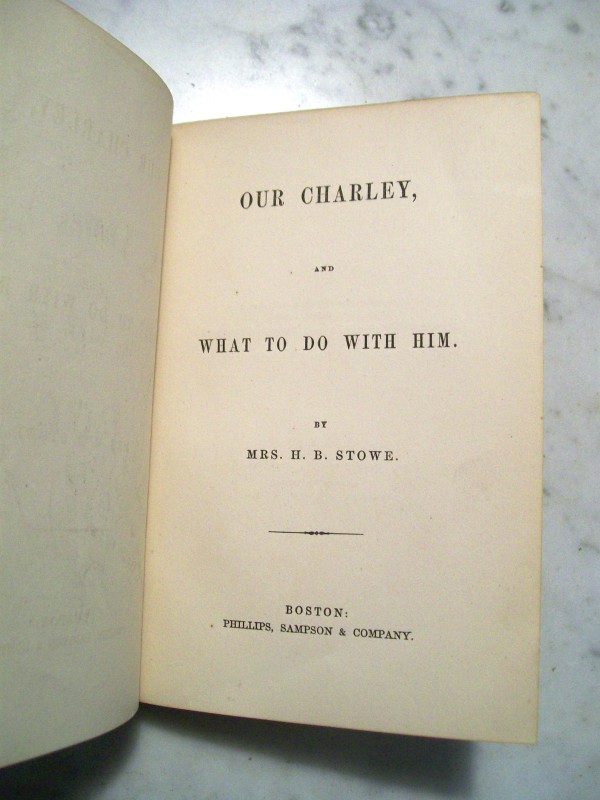 OUR CHARLEY,
AND
WHAT TO DO WITH HIM.
BY
MRS. H. B. STOWE.
BOSTON:
PHILLIPS, SAMPSON & COMPANY.